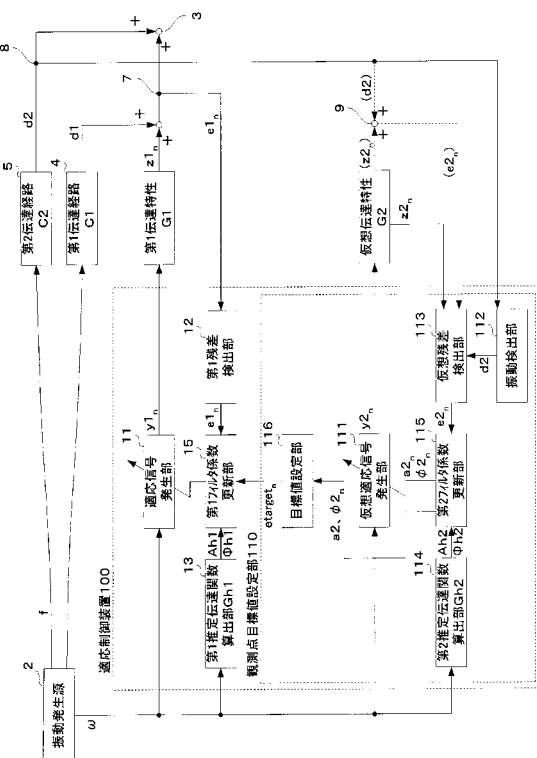 振動発生源
2
f
ω
適応制御装置100
第2伝達経路
C2
5
第1伝達経路
C1
4
d2
8
3
d1
7
第1伝達特性
G1
z1n
適応信号
発生部
11
y1n
第1残差
検出部
12
e1n
e1n
第1フィルタ係数
更新部
15
第1推定伝達関数
算出部Gh1
13
Ah1
Φh1
観測点目標値設定部110
etargetn
目標値設定部
116
a2、φ2n
仮想適応信号
発生部
111
y2n
仮想伝達特性
G2
(z2n)
z2n
9
(d2)
(e2n)
仮想残差
検出部
113
振動検出部
112
d2
e2n
第2フィルタ係数
更新部
115
a2n
φ2n
第2推定伝達関数
算出部Gh2
114
Ah2
Φh2
+
+
+
+
+
+